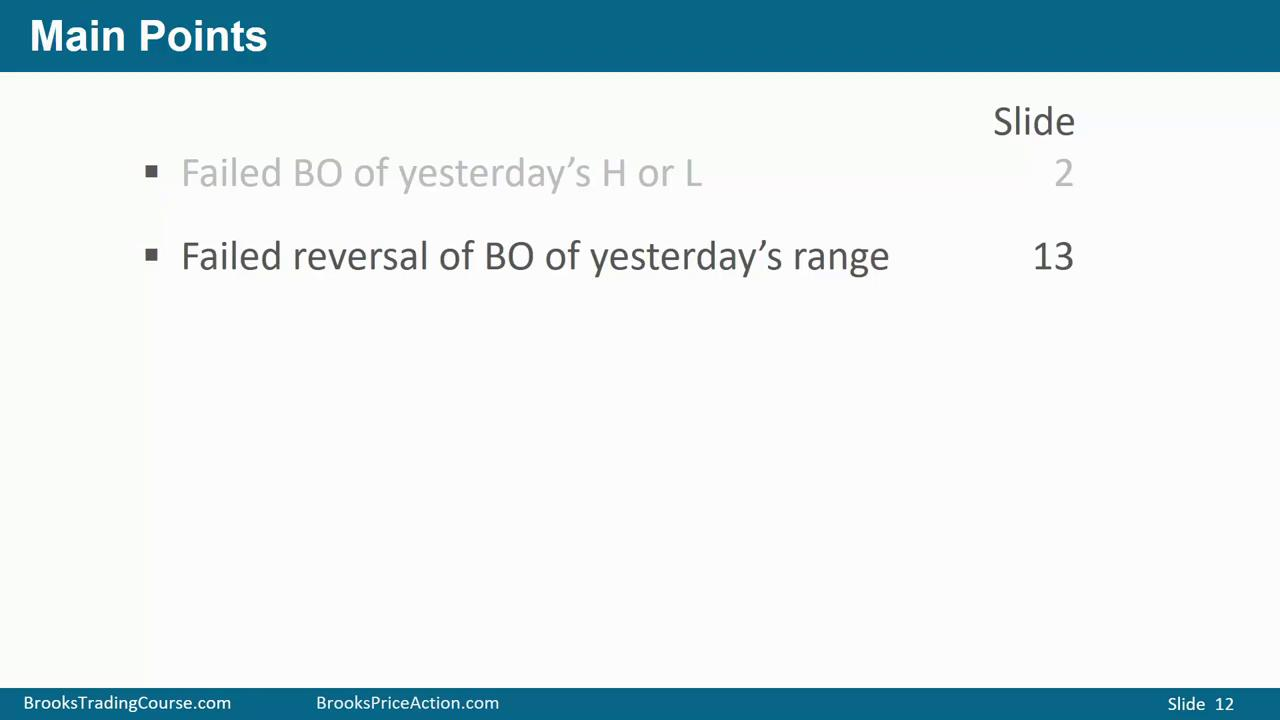 Main Points
Slide
▪ Failed BO of yesterday’s H or L 2
▪ Failed reversal of BO of yesterday’s range 13
BrooksTradingCourse.com BrooksPriceAction.com Slide 12